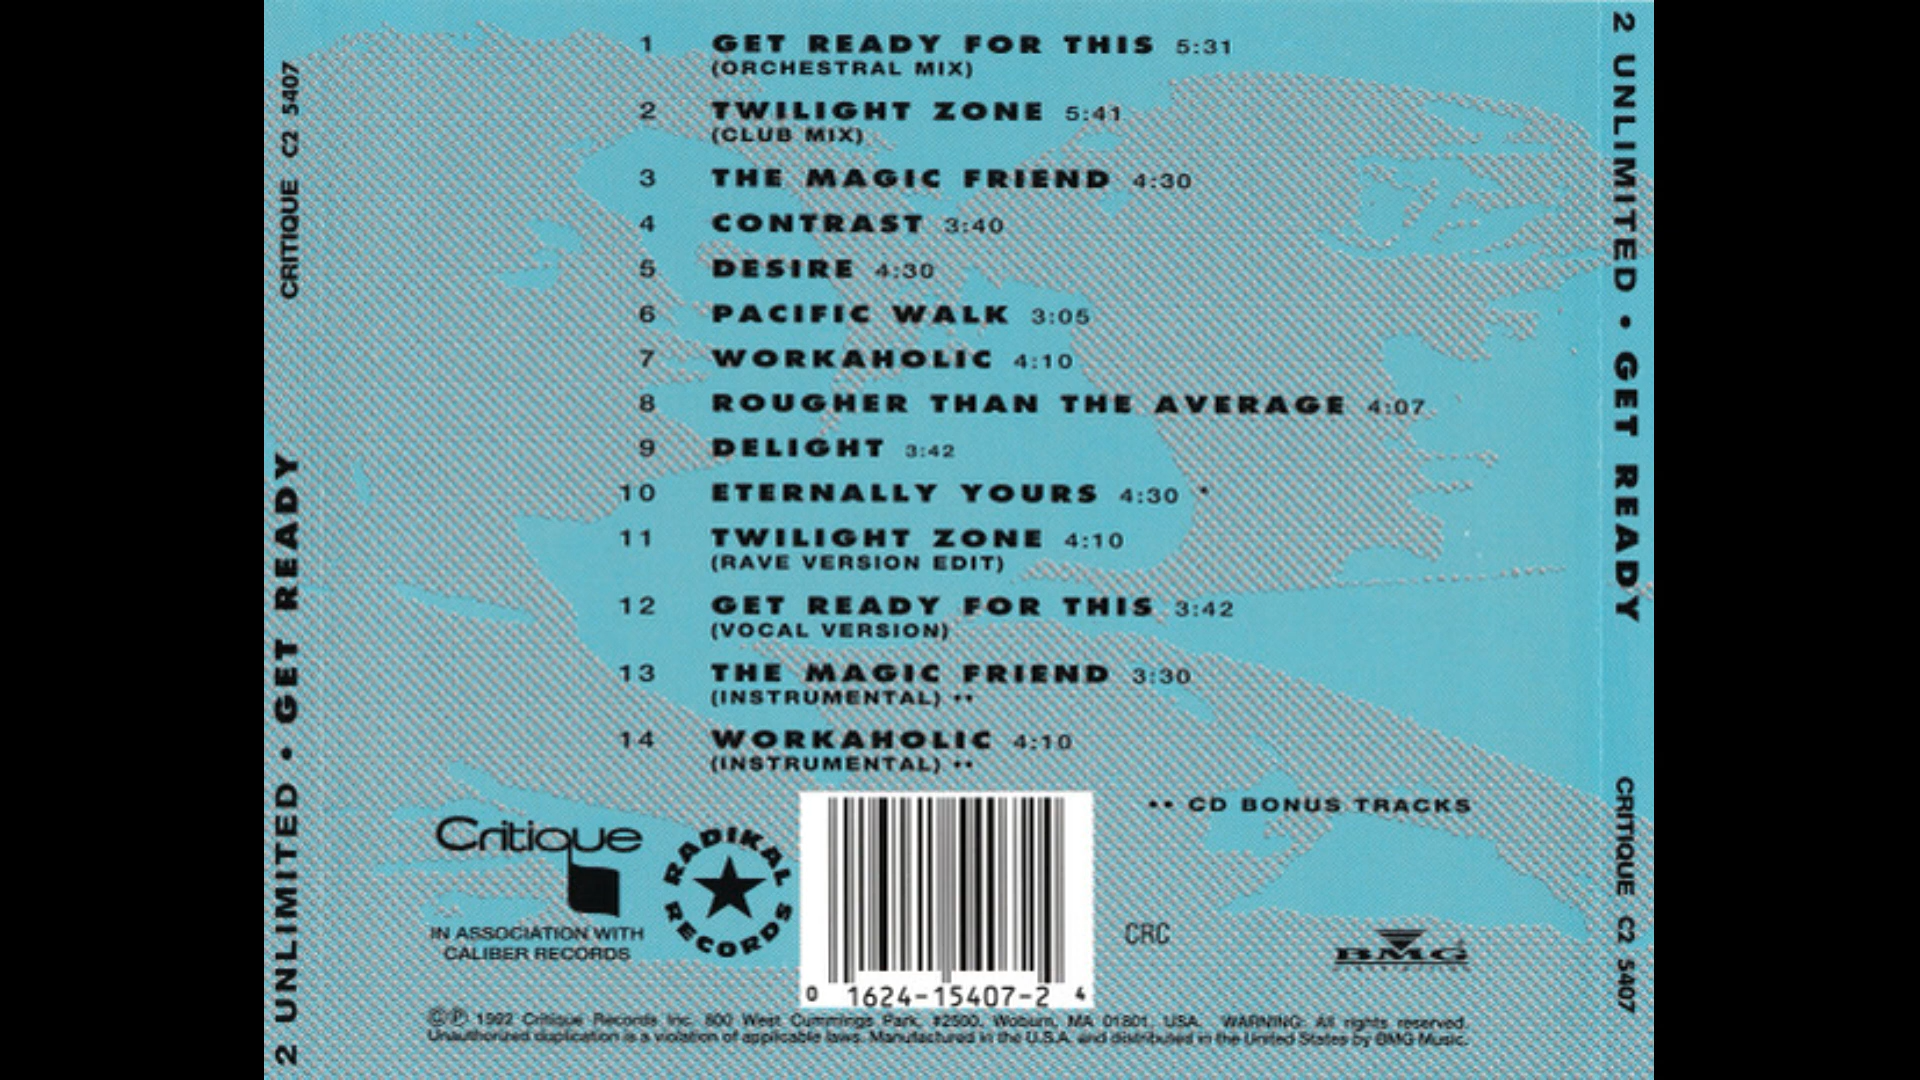 CRITIQUE C2 5407
2 UNLIMITED • GET READY
1 GET READY FOR THIS 5:31
(ORCHESTRAL MIX)
2 TWILIGHT ZONE 5:41
(CLUB MIX)
3 THE MAGIC FRIEND 4:30
4 CONTRAST 3:40
5 DESIRE 4:30
6 PACIFIC WALK 3:05
7 WORKAHOLIC 4:10
8 ROUGHER THAN THE AVERAGE 4:07
9 DELIGHT 3:42
10 ETERNALLY YOURS 4:30 •
11 TWILIGHT ZONE 4:10
(RAVE VERSION EDIT)
12 GET READY FOR THIS 3:42
(VOCAL VERSION)
13 THE MAGIC FRIEND 3:30
(INSTRUMENTAL) ••
14 WORKAHOLIC 4:10
(INSTRUMENTAL) ••
•• CD BONUS TRACKS
Critique
IN ASSOCIATION WITH
CALIBER RECORDS
RADIKAL
RECORDS
0 1624-15407-2 4
CRC
BMG
©℗ 1992 Critique Records Inc. 800 West Cummings Park, #2500, Woburn, MA 01801, USA. WARNING: All rights reserved.
Unauthorized duplication is a violation of applicable laws. Manufactured in the U.S.A. and distributed in the United States by BMG Music.
2 UNLIMITED • GET READY
CRITIQUE C2 5407